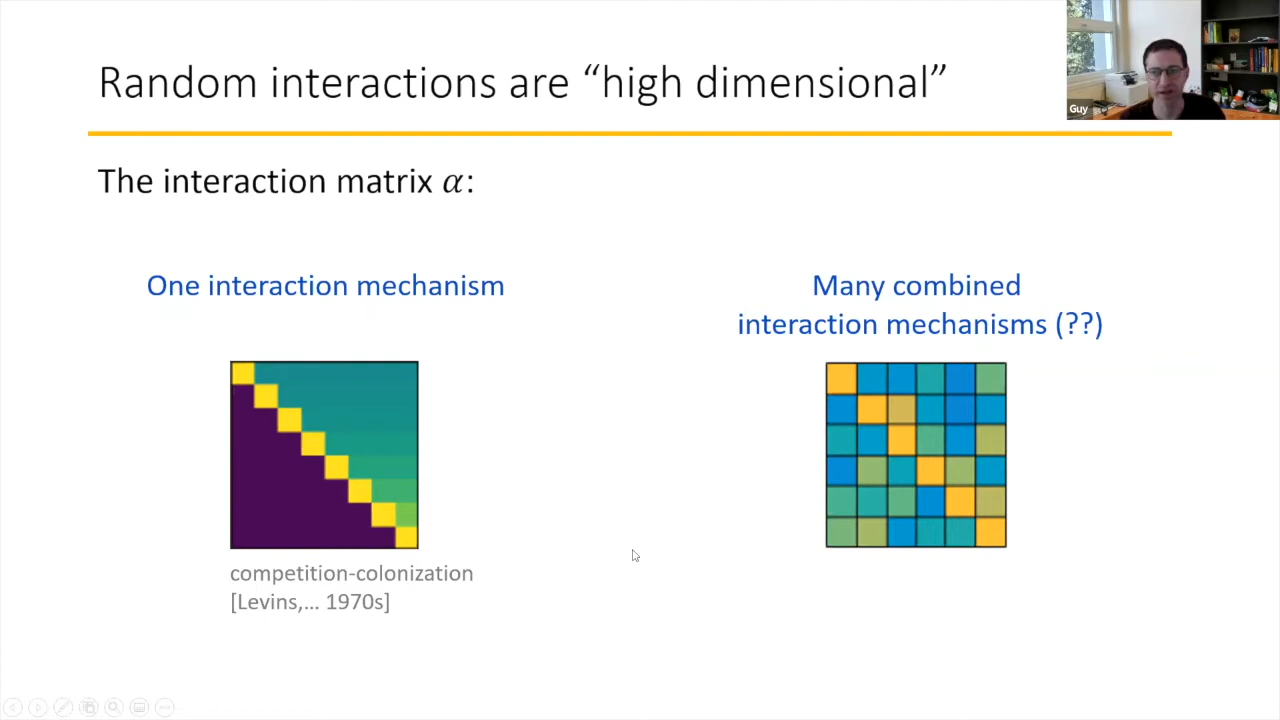 Random interactions are “high dimensional”
Guy
The interaction matrix α:
One interaction mechanism
Many combined
interaction mechanisms (??)
competition-colonization
[Levins,... 1970s]